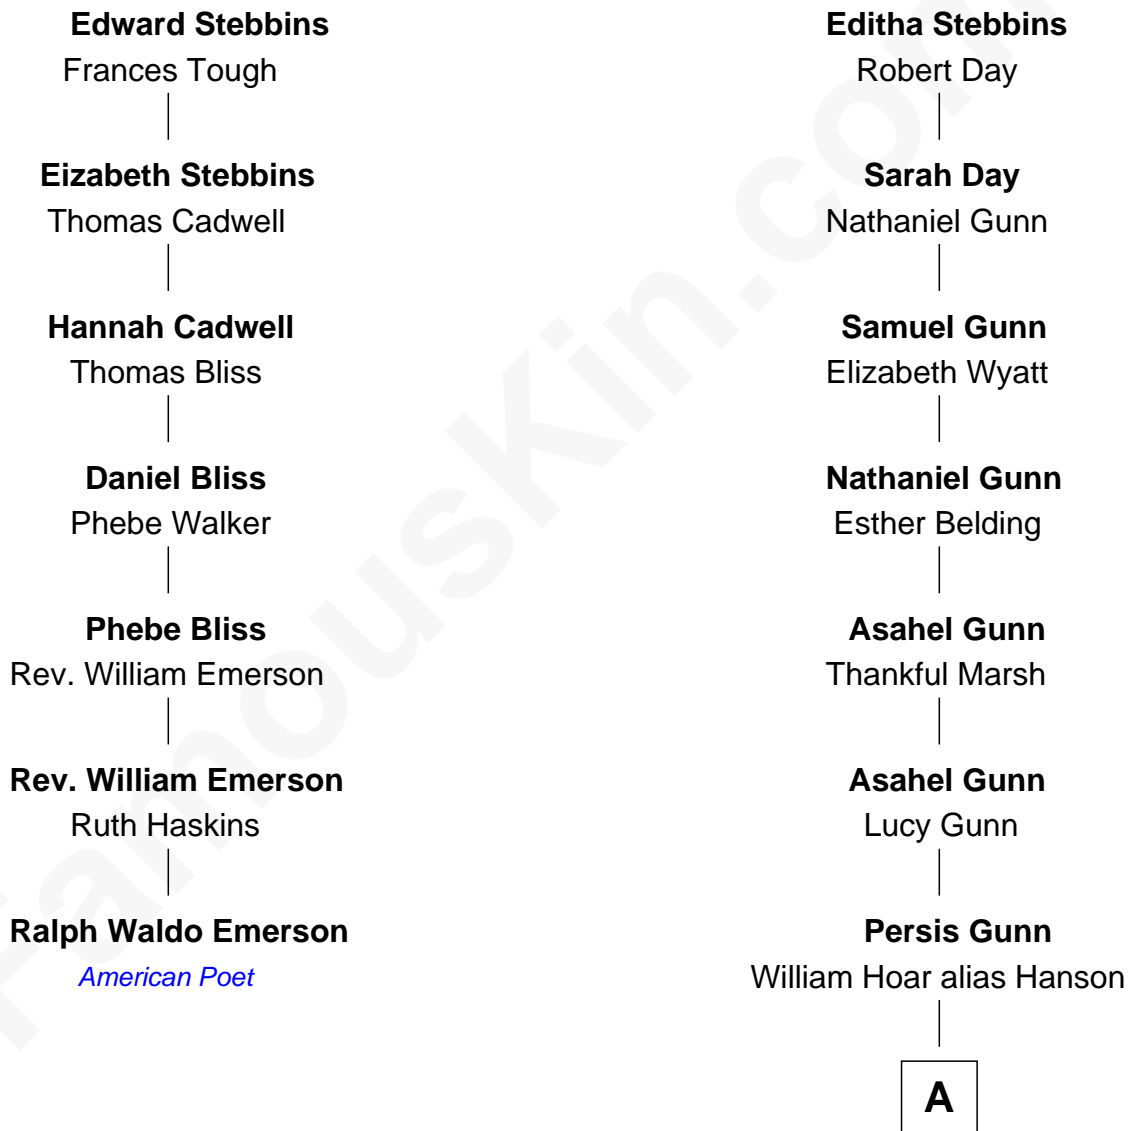 Edward Stebbins
Frances Tough
Eizabeth Stebbins
Thomas Cadwell
Hannah Cadwell
Thomas Bliss
Daniel Bliss
Phebe Walker
Phebe Bliss
Rev. William Emerson
Rev. William Emerson
Ruth Haskins
Ralph Waldo Emerson
American Poet
Editha Stebbins
Robert Day
Sarah Day
Nathaniel Gunn
Samuel Gunn
Elizabeth Wyatt
Nathaniel Gunn
Esther Belding
Asahel Gunn
Thankful Marsh
Asahel Gunn
Lucy Gunn
Persis Gunn
William Hoar alias Hanson
A
FamousKin.com